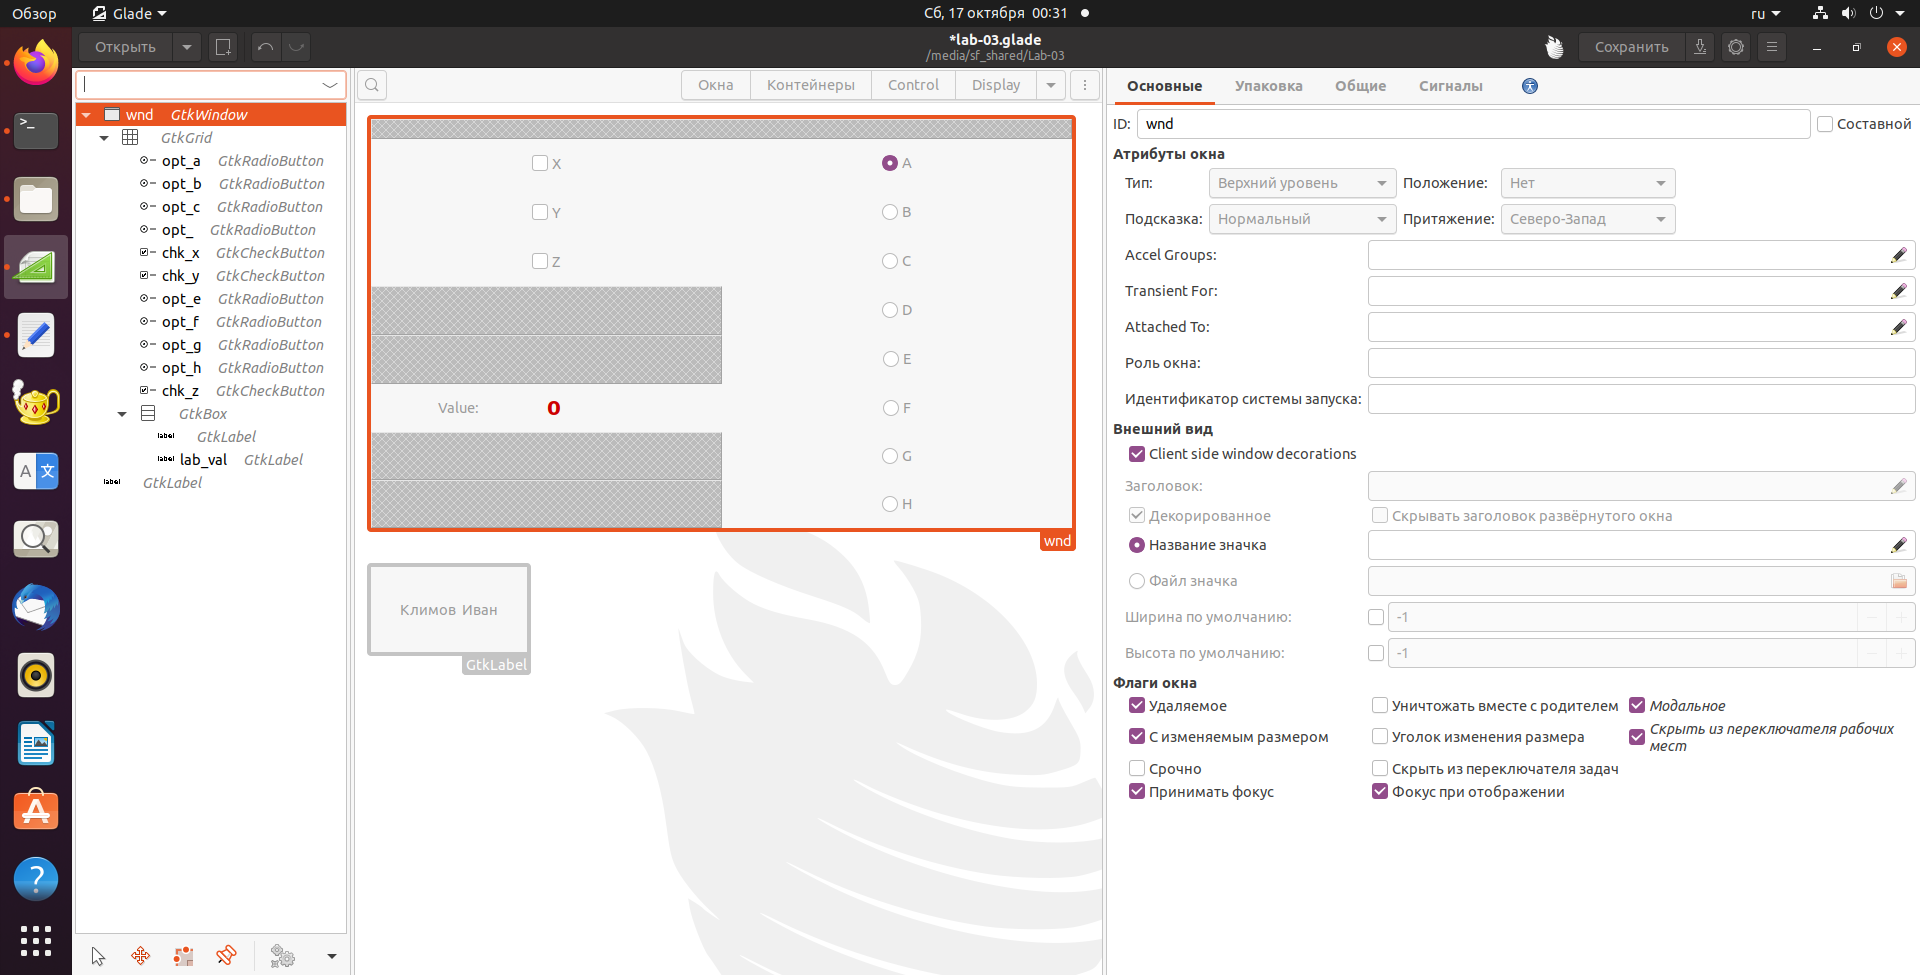 Обзор
Glade
Сб, 17 октября 00:31
ru
Открыть
*lab-03.glade
/media/sf_shared/Lab-03
Сохранить
Окна
Контейнеры
Control
Display
Основные
Упаковка
Общие
Сигналы
wnd GtkWindow
GtkGrid
opt_a GtkRadioButton
opt_b GtkRadioButton
opt_c GtkRadioButton
opt_ GtkRadioButton
chk_x GtkCheckButton
chk_y GtkCheckButton
opt_e GtkRadioButton
opt_f GtkRadioButton
opt_g GtkRadioButton
opt_h GtkRadioButton
chk_z GtkCheckButton
GtkBox
label GtkLabel
label lab_val GtkLabel
label GtkLabel
X
A
Y
B
Z
C
D
E
Value: 0
F
G
H
wnd
Климов Иван
GtkLabel
ID: wnd
Составной
Атрибуты окна
Тип: Верхний уровень Положение: Нет
Подсказка: Нормальный Притяжение: Северо-Запад
Accel Groups:
Transient For:
Attached To:
Роль окна:
Идентификатор системы запуска:
Внешний вид
Client side window decorations
Заголовок:
Декорированное Скрывать заголовок развёрнутого окна
Название значка
Файл значка
Ширина по умолчанию: -1
Высота по умолчанию: -1
Флаги окна
Удаляемое Уничтожать вместе с родителем Модальное
С изменяемым размером Уголок изменения размера Скрыть из переключателя рабочих
мест
Срочно Скрыть из переключателя задач
Принимать фокус Фокус при отображении